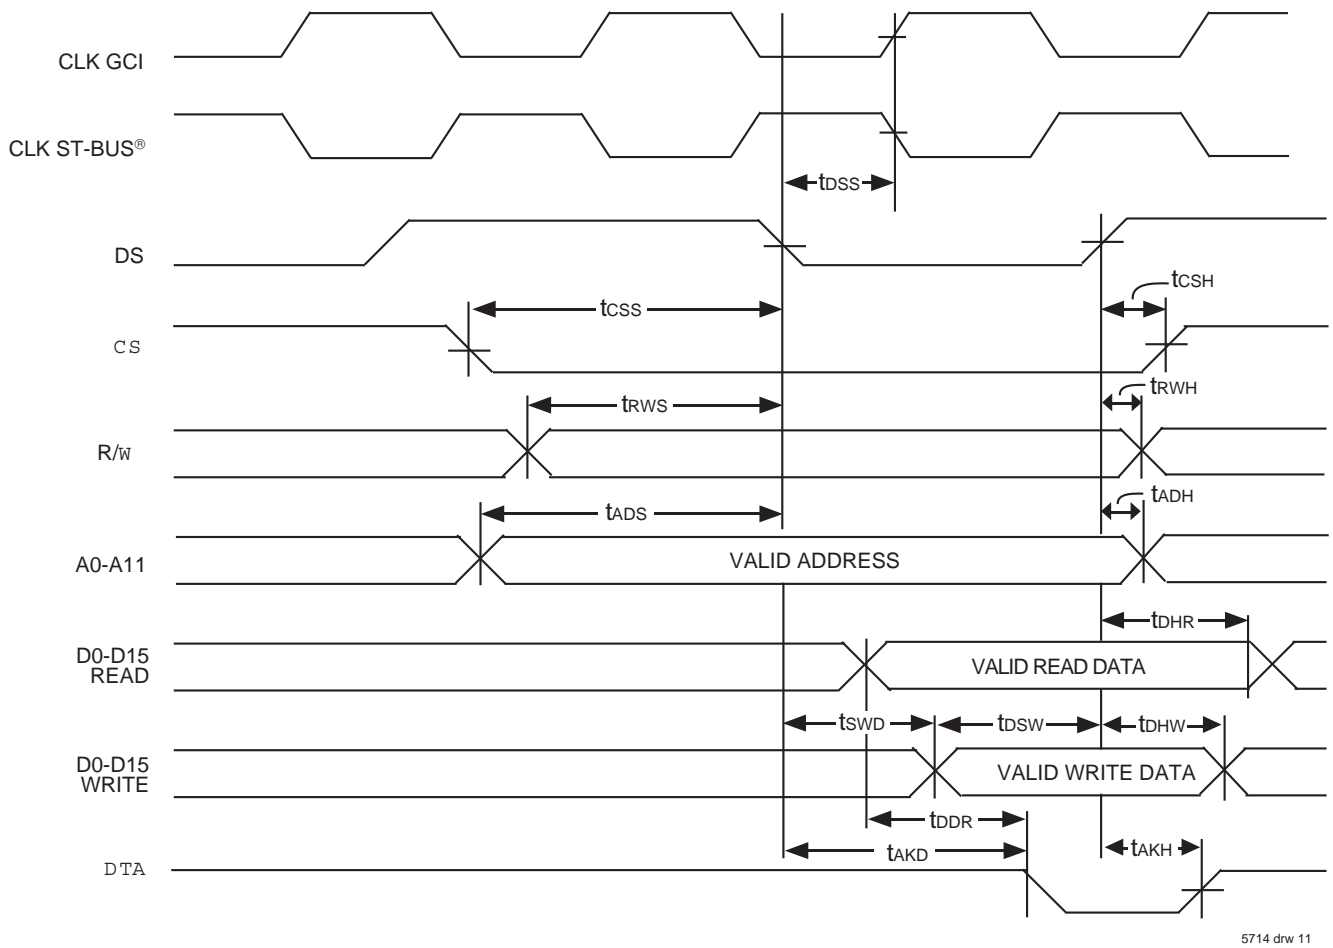 CLK GCI
CLK ST-BUS®
tDSS
DS
tCSH
tCSS
CS
tRWH
tRWS
R/W
tADH
tADS
A0-A11
VALID ADDRESS
tDHR
D0-D15
READ
VALID READ DATA
tSWD
tDSW
tDHW
D0-D15
WRITE
VALID WRITE DATA
tDDR
tAKD
tAKH
DTA
5714 drw 11